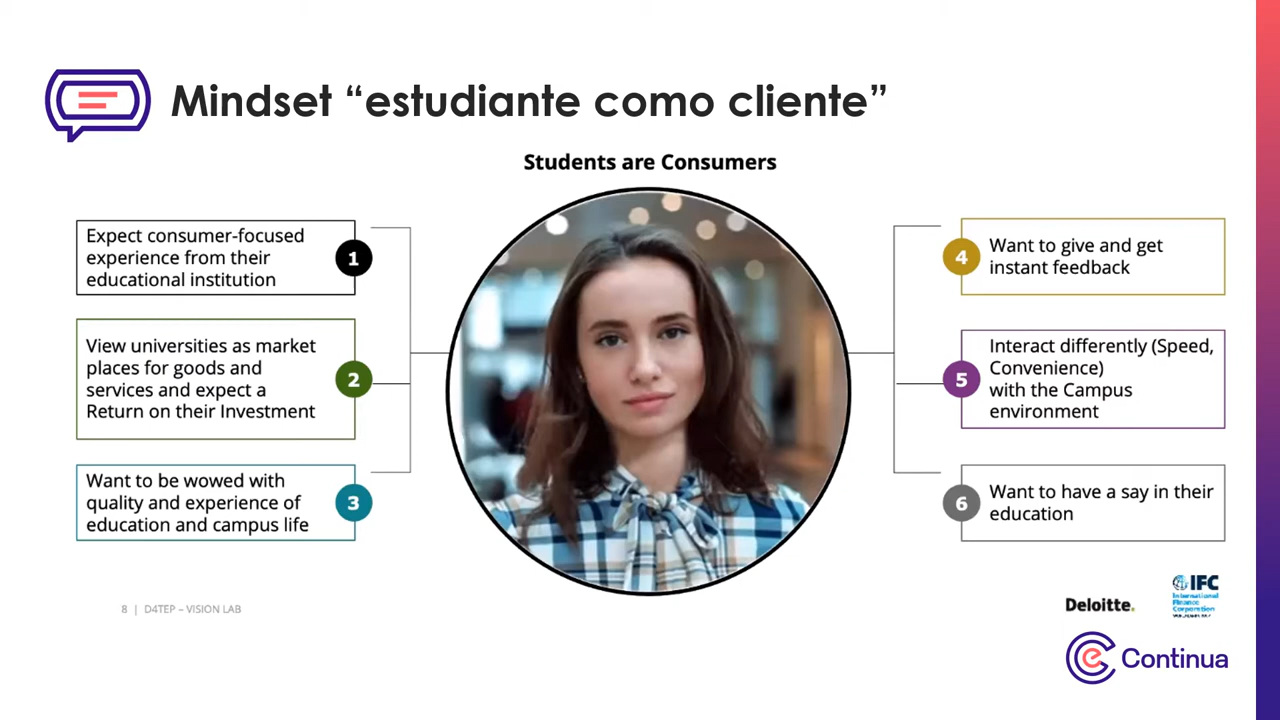 Mindset “estudiante como cliente”
Students are Consumers
Expect consumer-focused
experience from their
educational institution
1
View universities as market
places for goods and
services and expect a
Return on their Investment
2
Want to be wowed with
quality and experience of
education and campus life
3
4
Want to give and get
instant feedback
5
Interact differently (Speed,
Convenience)
with the Campus
environment
6
Want to have a say in their
education
8 | D4TEP – VISION LAB
Deloitte.
IFC
International
Finance
Corporation
Continua